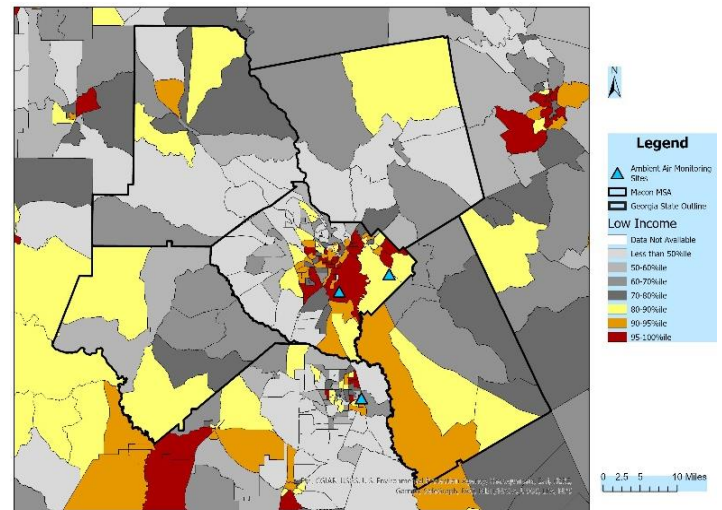 N
Legend
Ambient Air Monitoring
Sites
Macon MSA
Georgia State Outline
Low Income
Data Not Available
Less than 50%ile
50-60%ile
60-70%ile
70-80%ile
80-90%ile
90-95%ile
95-100%ile
0 2.5 5 10 Miles